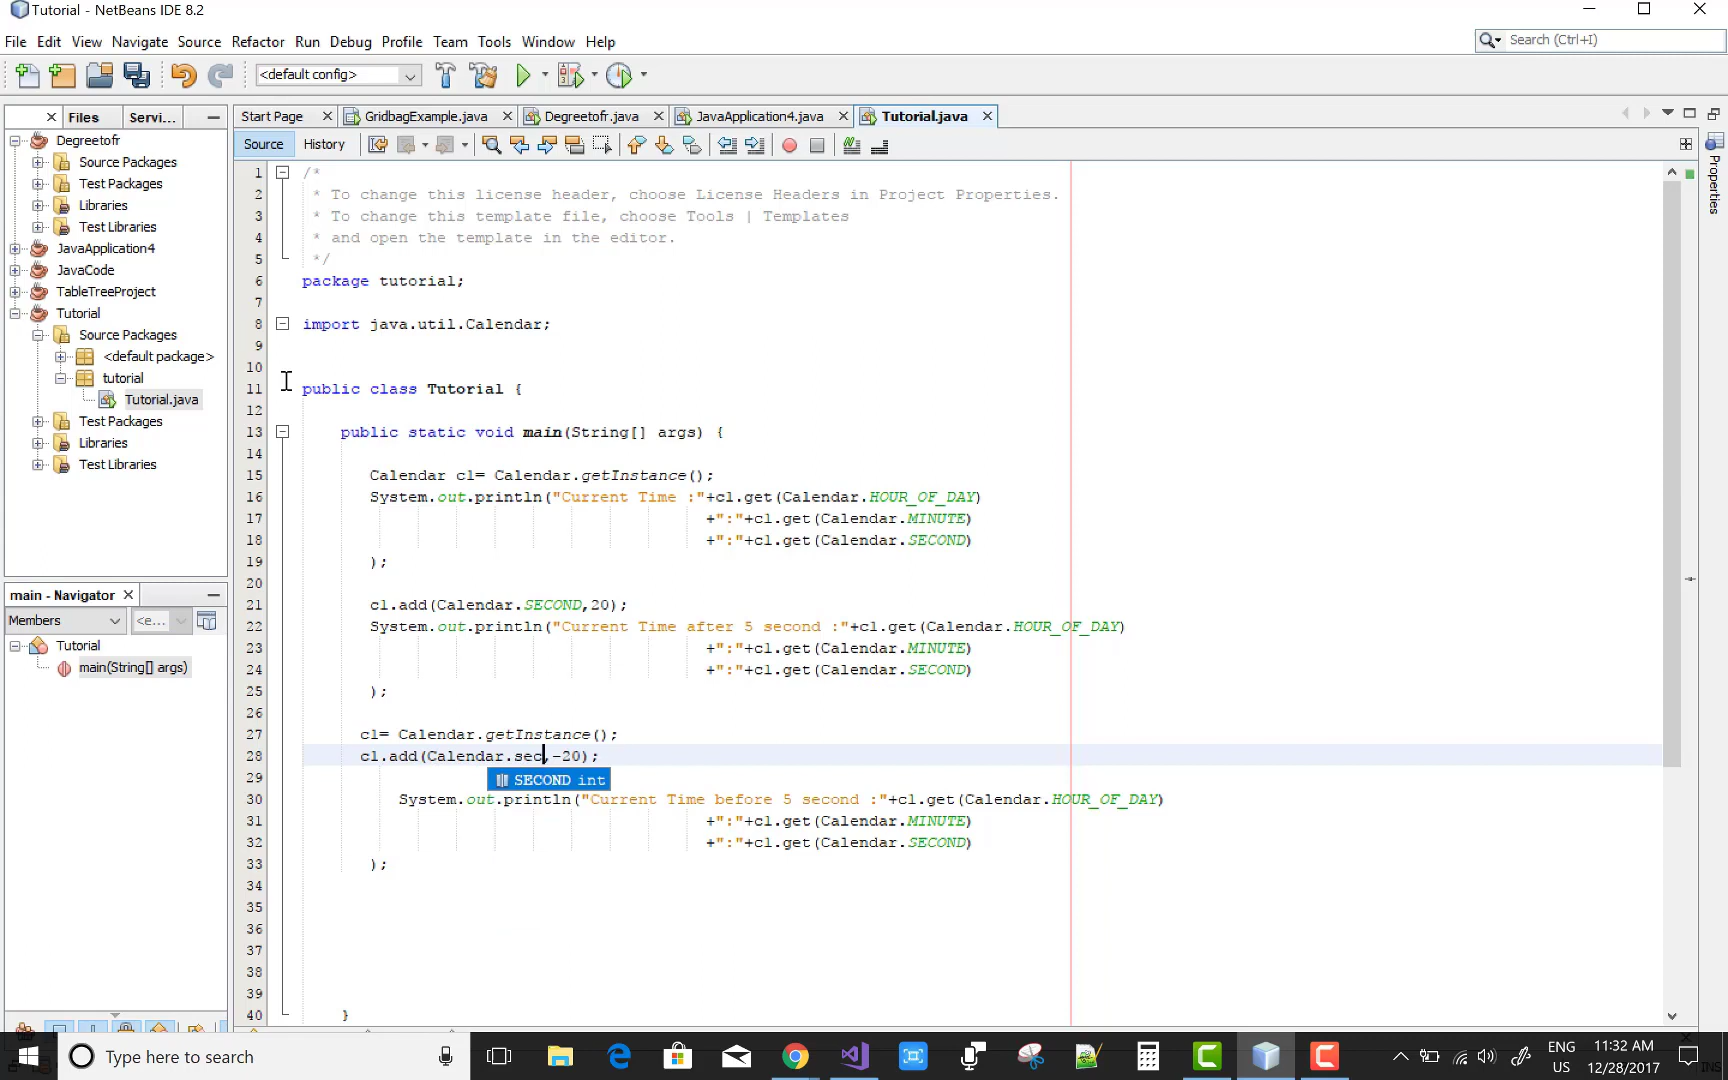 Tutorial - NetBeans IDE 8.2
File Edit View Navigate Source Refactor Run Debug Profile Team Tools Window Help
Search (Ctrl+I)
<default config>
Files Servi...
Start Page GridbagExample.java Degreetofr.java JavaApplication4.java Tutorial.java
Source History
Properties
Degreetofr
Source Packages
Test Packages
Libraries
Test Libraries
JavaApplication4
JavaCode
TableTreeProject
Tutorial
Source Packages
<default package>
tutorial
Tutorial.java
Test Packages
Libraries
Test Libraries
main - Navigator
Members <e...
Tutorial
main(String[] args)
1 /*
2 * To change this license header, choose License Headers in Project Properties.
3 * To change this template file, choose Tools | Templates
4 * and open the template in the editor.
5 */
6 package tutorial;
7
8 import java.util.Calendar;
9
10
11 public class Tutorial {
12
13 public static void main(String[] args) {
14
15 Calendar cl= Calendar.getInstance();
16 System.out.println("Current Time :"+cl.get(Calendar.HOUR_OF_DAY)
17 +":"+cl.get(Calendar.MINUTE)
18 +":"+cl.get(Calendar.SECOND)
19 );
20
21 cl.add(Calendar.SECOND,20);
22 System.out.println("Current Time after 5 second :"+cl.get(Calendar.HOUR_OF_DAY)
23 +":"+cl.get(Calendar.MINUTE)
24 +":"+cl.get(Calendar.SECOND)
25 );
26
27 cl= Calendar.getInstance();
28 cl.add(Calendar.sec,-20);
29 SECOND int
30 System.out.println("Current Time before 5 second :"+cl.get(Calendar.HOUR_OF_DAY)
31 +":"+cl.get(Calendar.MINUTE)
32 +":"+cl.get(Calendar.SECOND)
33 );
34
35
36
37
38
39
40 }
Type here to search
ENG
US
11:32 AM
12/28/2017
INS